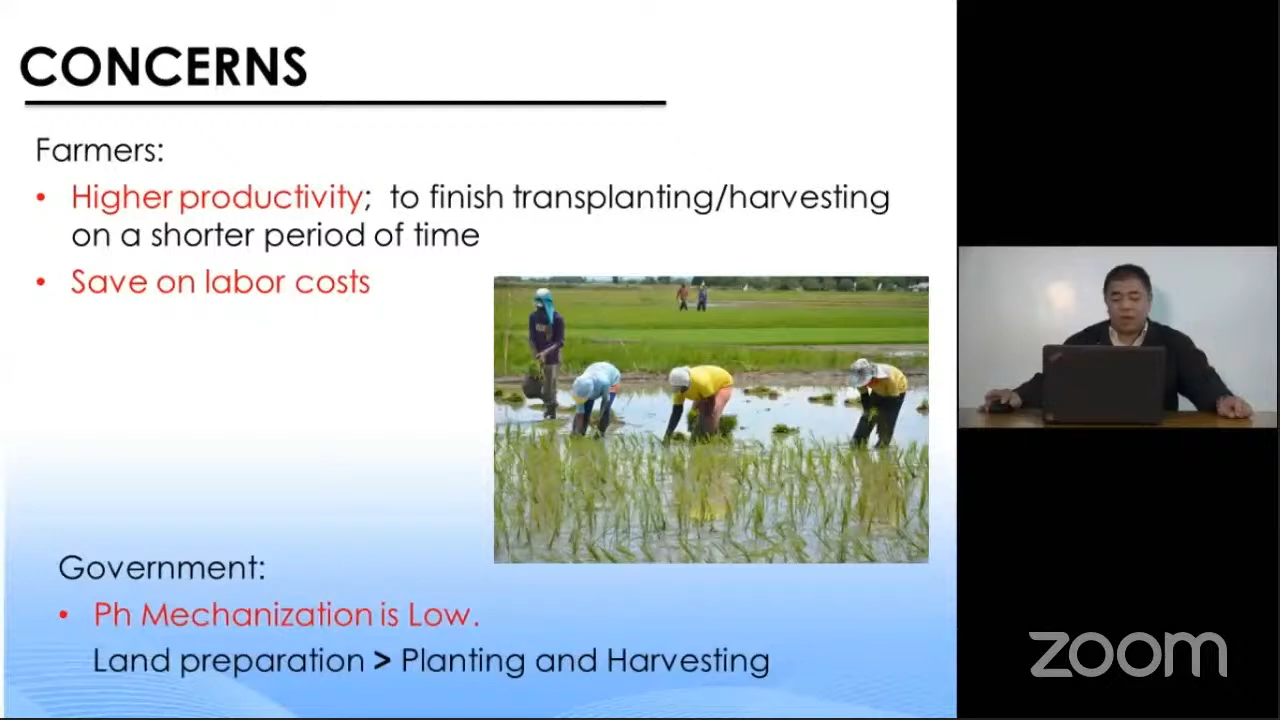 CONCERNS
Farmers:
• Higher productivity; to finish transplanting/harvesting
on a shorter period of time
• Save on labor costs
Government:
• Ph Mechanization is Low.
Land preparation > Planting and Harvesting
zoom